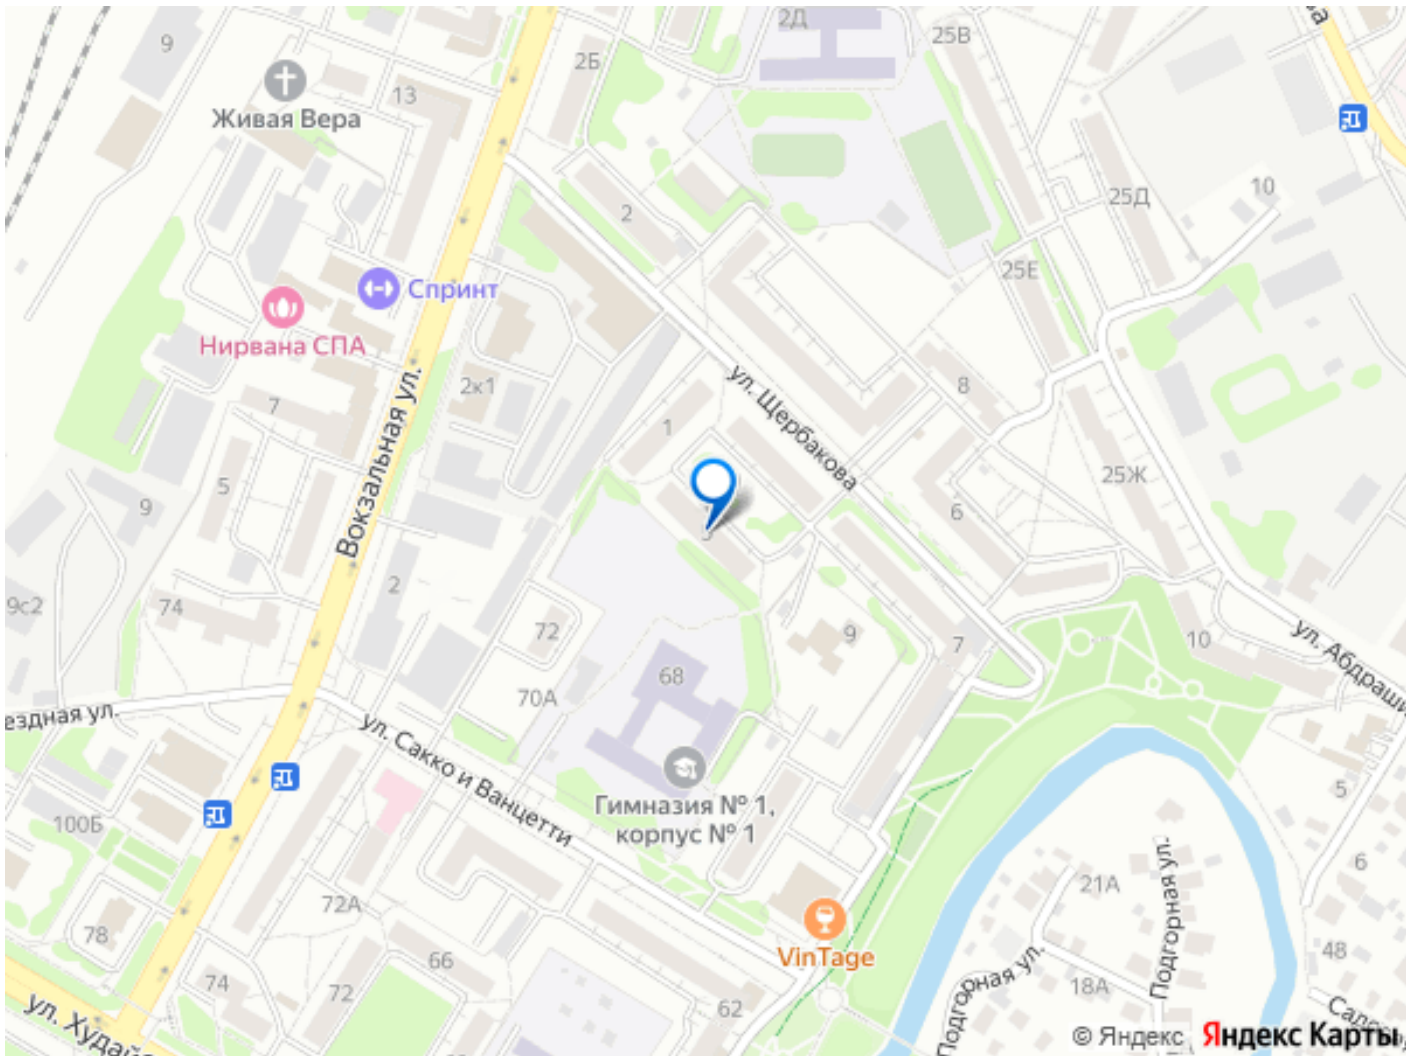 9
2Б
2Д
25В
Живая Вера
13
2
25Д
10
25Е
Спринт
Нирвана СПА
2к1
7
1
ул. Щербакова
8
25Ж
Вокзальная ул.
5
9
6
9с2
74
2
72
9
7
10
ул. Абдраши
68
70А
ездная ул.
ул. Сакко и Ванцетти
Гимназия № 1,
корпус № 1
5
100Б
6
72А
21А
Подгорная ул.
78
VinTage
48
66
74
72
62
18А
Подгорная ул.
ул. Худай
© Яндекс
Яндекс Карты